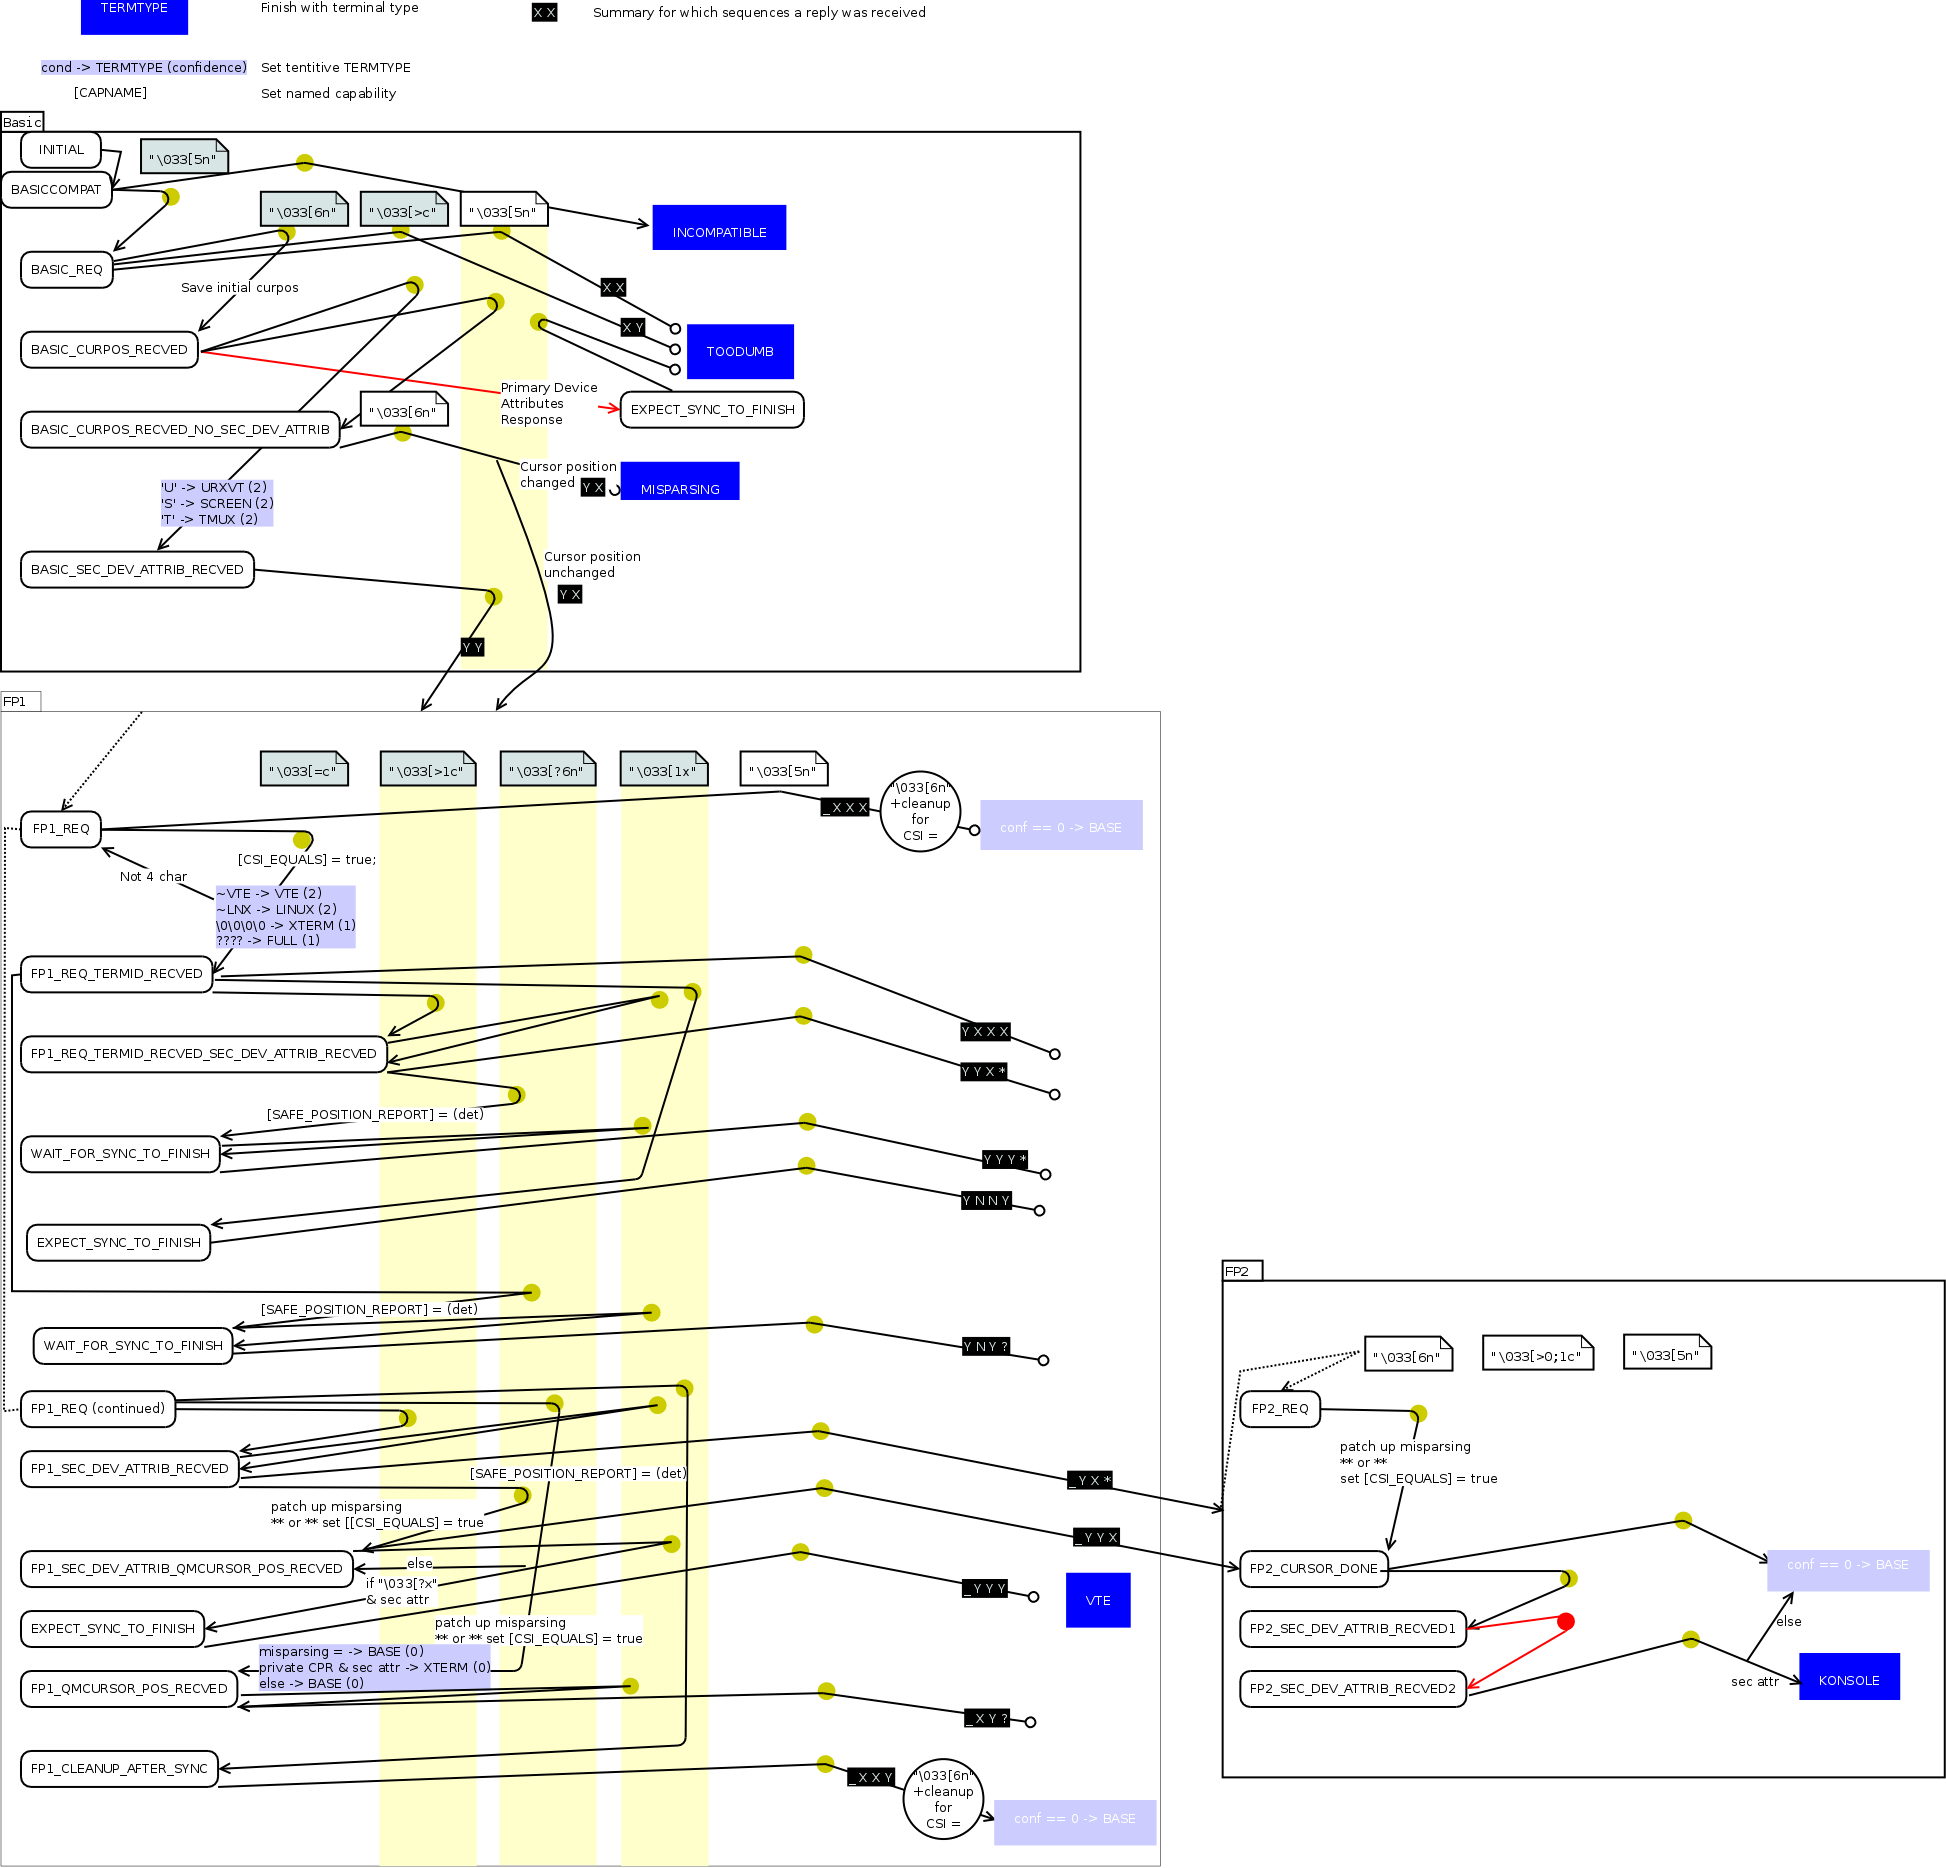 TERMTYPE
Finish with terminal type
X X
Summary for which sequences a reply was received
cond -> TERMTYPE (confidence)
Set tentitive TERMTYPE
[CAPNAME]
Set named capability
Basic
INITIAL
"\033[5n"
BASICCOMPAT
"\033[6n"
"\033[>c"
"\033[5n"
INCOMPATIBLE
BASIC_REQ
Save initial curpos
X X
X Y
BASIC_CURPOS_RECVED
TOODUMB
Primary Device
Attributes
Response
EXPECT_SYNC_TO_FINISH
"\033[6n"
BASIC_CURPOS_RECVED_NO_SEC_DEV_ATTRIB
Cursor position
changed
Y X
MISPARSING
'U' -> URXVT (2)
'S' -> SCREEN (2)
'T' -> TMUX (2)
Cursor position
unchanged
Y X
BASIC_SEC_DEV_ATTRIB_RECVED
Y Y
FP1
"\033[=c"
"\033[>1c"
"\033[?6n"
"\033[1x"
"\033[5n"
"\033[6n"
+cleanup
for
CSI =
_X X X
conf == 0 -> BASE
FP1_REQ
[CSI_EQUALS] = true;
Not 4 char
~VTE -> VTE (2)
~LNX -> LINUX (2)
\0\0\0\0 -> XTERM (1)
???? -> FULL (1)
FP1_REQ_TERMID_RECVED
Y X X X
FP1_REQ_TERMID_RECVED_SEC_DEV_ATTRIB_RECVED
Y Y X *
[SAFE_POSITION_REPORT] = (det)
WAIT_FOR_SYNC_TO_FINISH
Y Y Y *
Y N N Y
EXPECT_SYNC_TO_FINISH
[SAFE_POSITION_REPORT] = (det)
WAIT_FOR_SYNC_TO_FINISH
Y N Y ?
FP1_REQ (continued)
FP1_SEC_DEV_ATTRIB_RECVED
[SAFE_POSITION_REPORT] = (det)
_Y X *
patch up misparsing
** or ** set [[CSI_EQUALS] = true
_ Y Y X
FP1_SEC_DEV_ATTRIB_QMCURSOR_POS_RECVED
else
if "\033[?x"
& sec attr
_ Y Y Y
VTE
EXPECT_SYNC_TO_FINISH
patch up misparsing
** or ** set [CSI_EQUALS] = true
misparsing = -> BASE (0)
private CPR & sec attr -> XTERM (0)
else -> BASE (0)
FP1_QMCURSOR_POS_RECVED
_ X Y ?
FP1_CLEANUP_AFTER_SYNC
_X X Y
"\033[6n"
+cleanup
for
CSI =
conf == 0 -> BASE
FP2
"\033[6n"
"\033[>0;1c"
"\033[5n"
FP2_REQ
patch up misparsing
** or **
set [CSI_EQUALS] = true
FP2_CURSOR_DONE
conf == 0 -> BASE
FP2_SEC_DEV_ATTRIB_RECVED1
else
FP2_SEC_DEV_ATTRIB_RECVED2
sec attr
KONSOLE